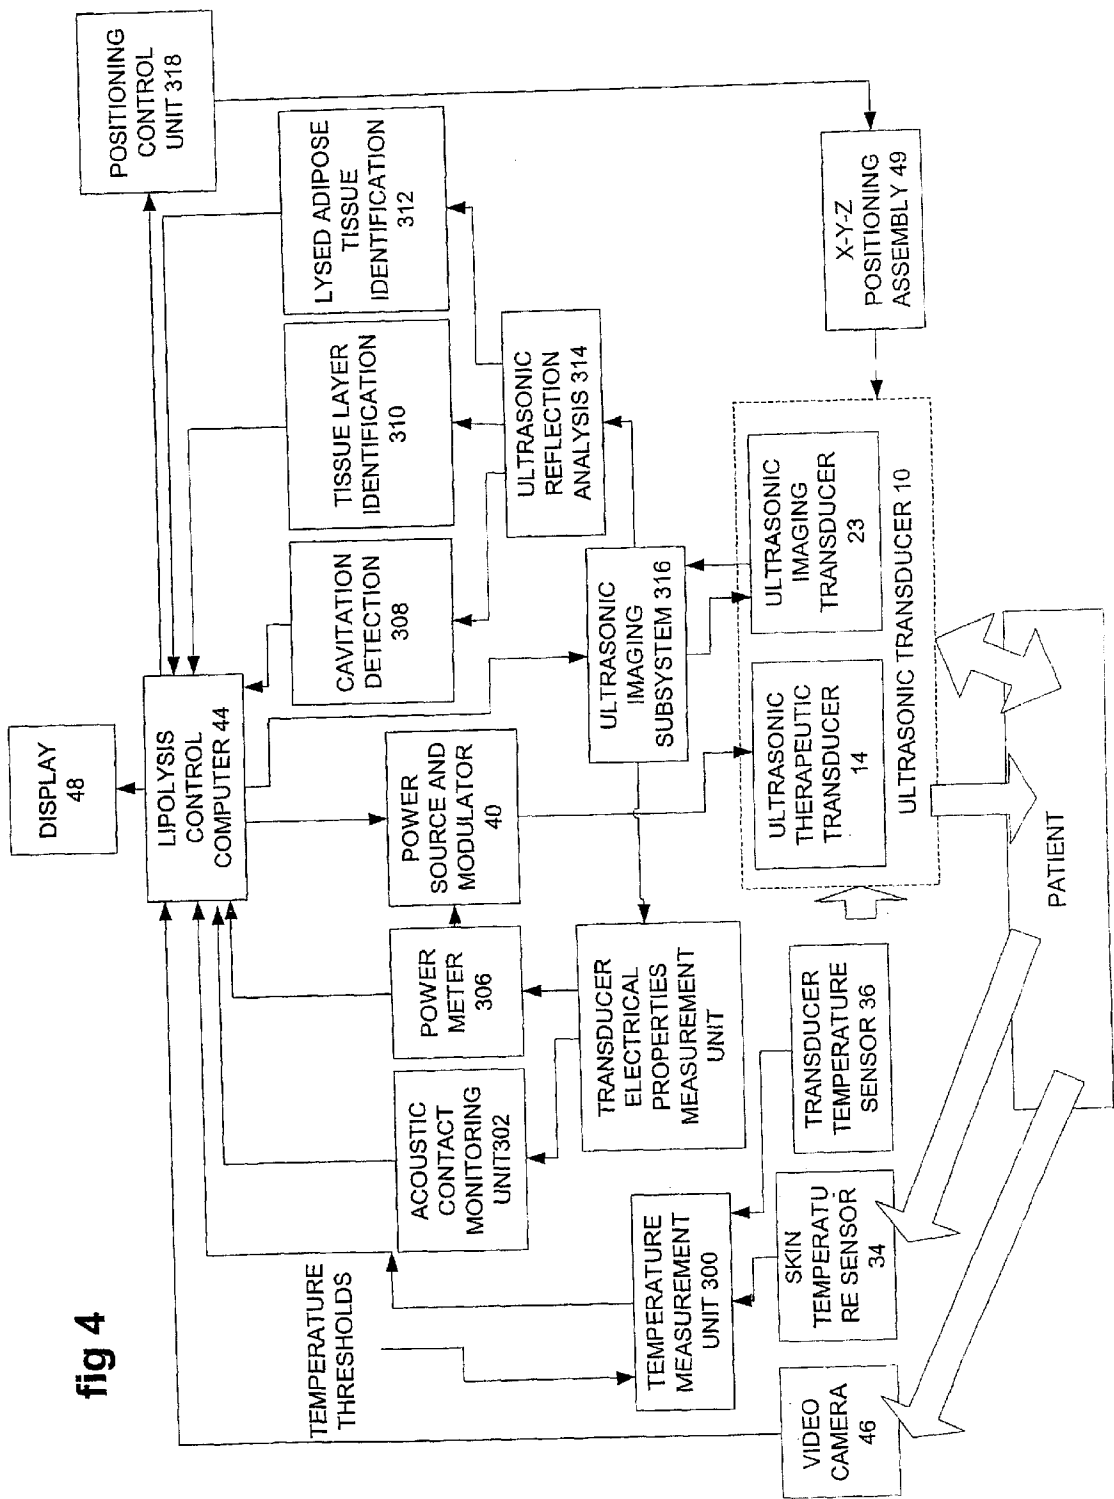 fig 4
DISPLAY
48
LIPOLYSIS
CONTROL
COMPUTER 44
POSITIONING
CONTROL
UNIT 318
CAVITATION
DETECTION
308
TISSUE LAYER
IDENTIFICATION
310
LYSED ADIPOSE
TISSUE
IDENTIFICATION
312
TEMPERATURE
THRESHOLDS
ACOUSTIC
CONTACT
MONITORING
UNIT302
POWER
METER
306
POWER
SOURCE AND
MODULATOR
40
ULTRASONIC
REFLECTION
ANALYSIS 314
TEMPERATURE
MEASUREMENT
UNIT 300
TRANSDUCER
ELECTRICAL
PROPERTIES
MEASUREMENT
UNIT
ULTRASONIC
IMAGING
SUBSYSTEM 316
VIDEO
CAMERA
46
SKIN
TEMPERATU
RE SENSOR
34
TRANSDUCER
TEMPERATURE
SENSOR 36
ULTRASONIC
THERAPEUTIC
TRANSDUCER
14
ULTRASONIC
IMAGING
TRANSDUCER
23
ULTRASONIC TRANSDUCER 10
X-Y-Z
POSITIONING
ASSEMBLY 49
PATIENT